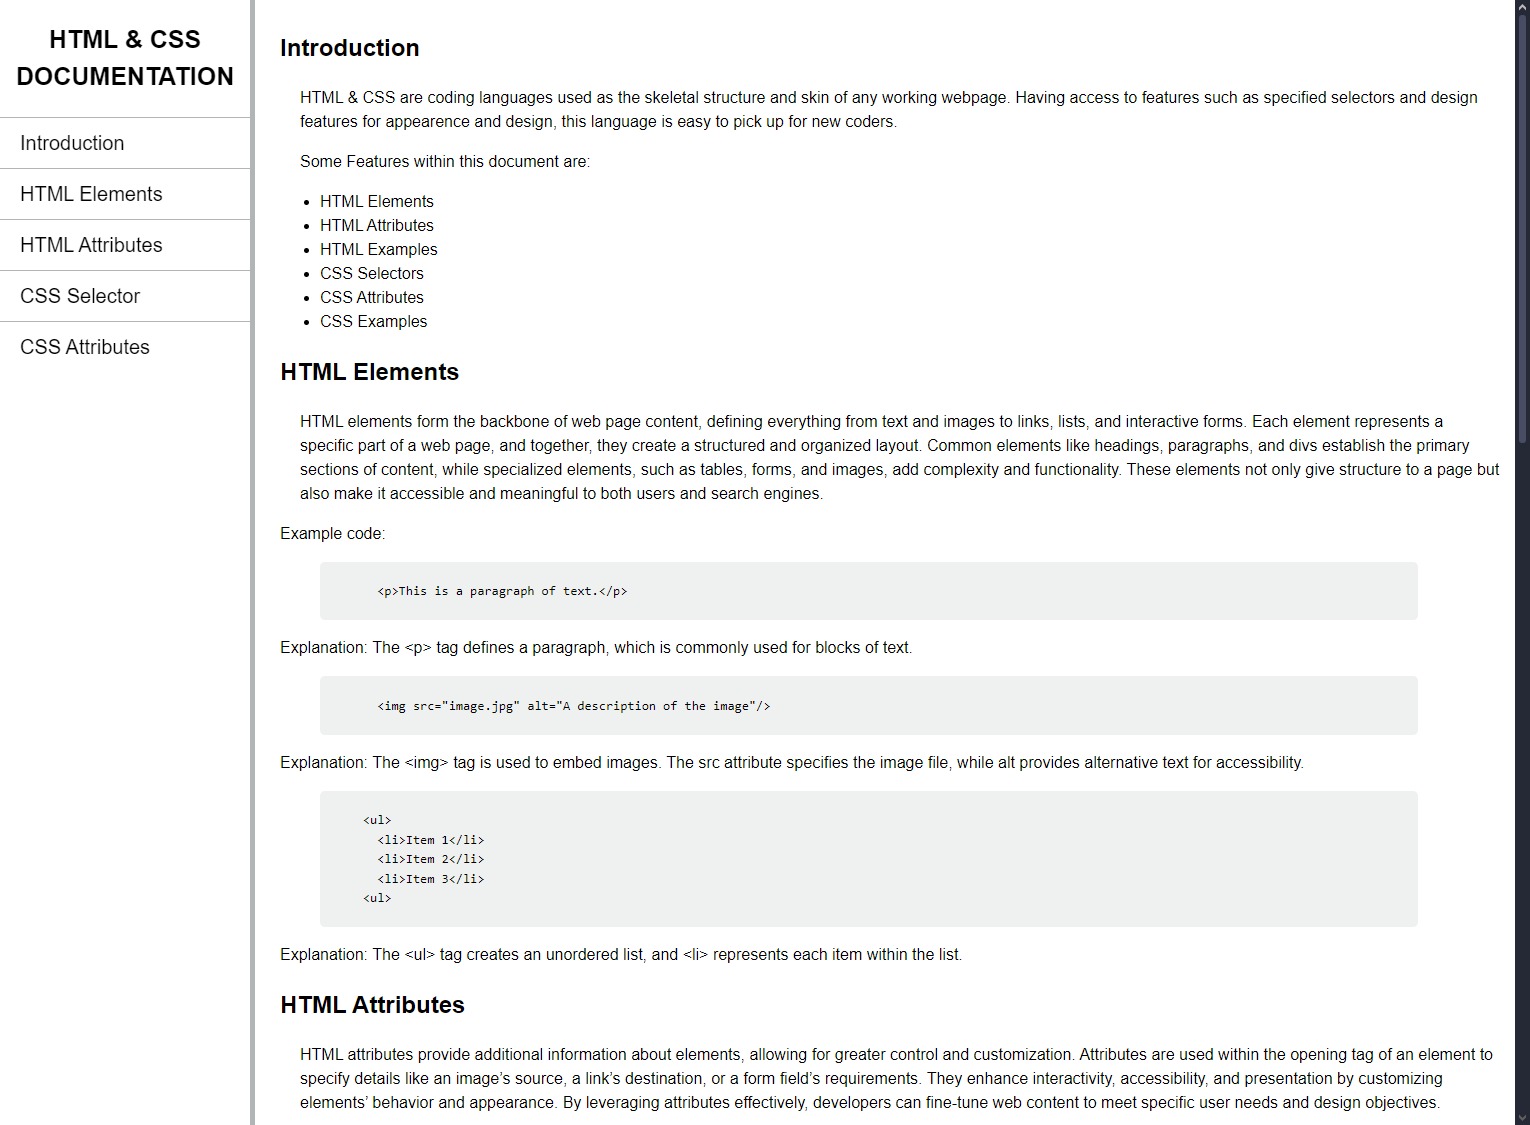 HTML & CSS
DOCUMENTATION
Introduction
HTML Elements
HTML Attributes
CSS Selector
CSS Attributes
Introduction
HTML & CSS are coding languages used as the skeletal structure and skin of any working webpage. Having access to features such as specified selectors and design
features for appearence and design, this language is easy to pick up for new coders.
Some Features within this document are:
• HTML Elements
• HTML Attributes
• HTML Examples
• CSS Selectors
• CSS Attributes
• CSS Examples
HTML Elements
HTML elements form the backbone of web page content, defining everything from text and images to links, lists, and interactive forms. Each element represents a
specific part of a web page, and together, they create a structured and organized layout. Common elements like headings, paragraphs, and divs establish the primary
sections of content, while specialized elements, such as tables, forms, and images, add complexity and functionality. These elements not only give structure to a page but
also make it accessible and meaningful to both users and search engines.
Example code:
<p>This is a paragraph of text.</p>
Explanation: The <p> tag defines a paragraph, which is commonly used for blocks of text.
<img src="image.jpg" alt="A description of the image"/>
Explanation: The <img> tag is used to embed images. The src attribute specifies the image file, while alt provides alternative text for accessibility.
<ul>
<li>Item 1</li>
<li>Item 2</li>
<li>Item 3</li>
<ul>
Explanation: The <ul> tag creates an unordered list, and <li> represents each item within the list.
HTML Attributes
HTML attributes provide additional information about elements, allowing for greater control and customization. Attributes are used within the opening tag of an element to
specify details like an image’s source, a link’s destination, or a form field’s requirements. They enhance interactivity, accessibility, and presentation by customizing
elements’ behavior and appearance. By leveraging attributes effectively, developers can fine-tune web content to meet specific user needs and design objectives.